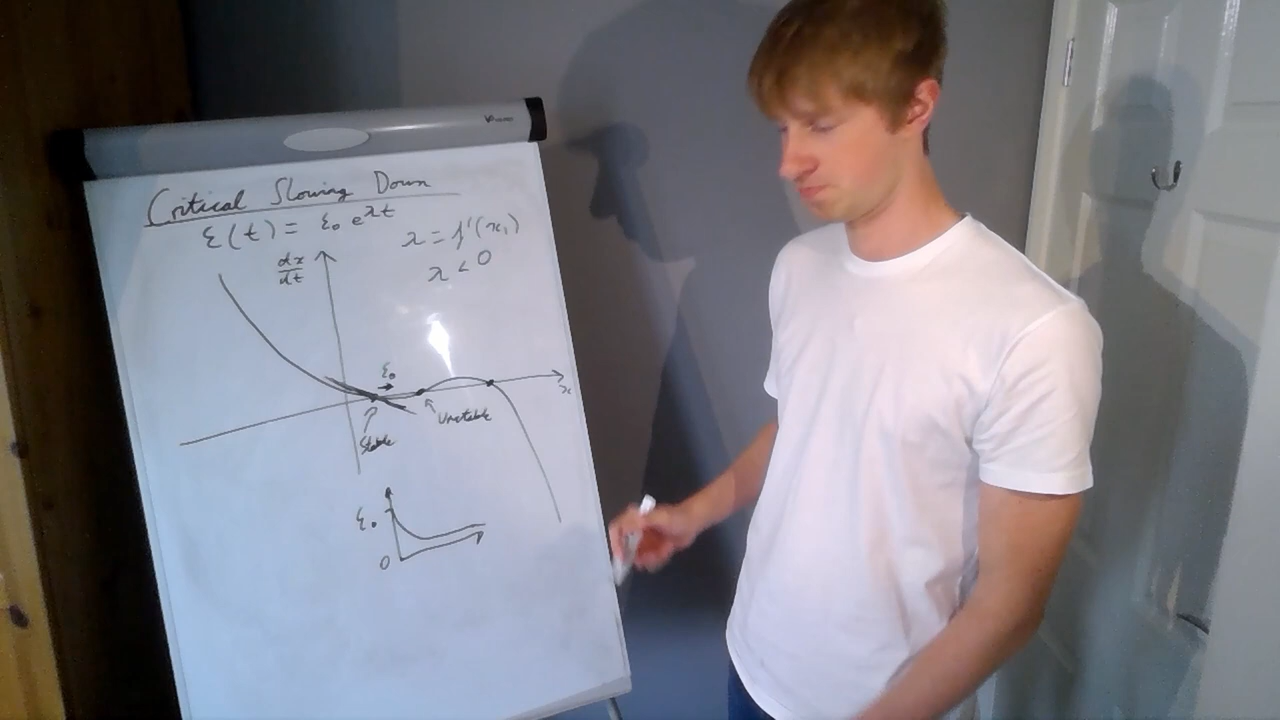 Critical Slowing Down
ε(t) = ε₀ e^λt
λ = f'(x₁)
λ < 0
dx/dt
ε₀
x
Stable
Unstable
ε₀
0